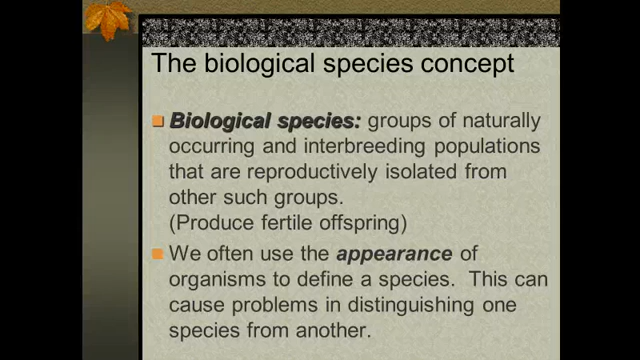 The biological species concept
Biological species: groups of naturally
occurring and interbreeding populations
that are reproductively isolated from
other such groups.
(Produce fertile offspring)
We often use the appearance of
organisms to define a species. This can
cause problems in distinguishing one
species from another.